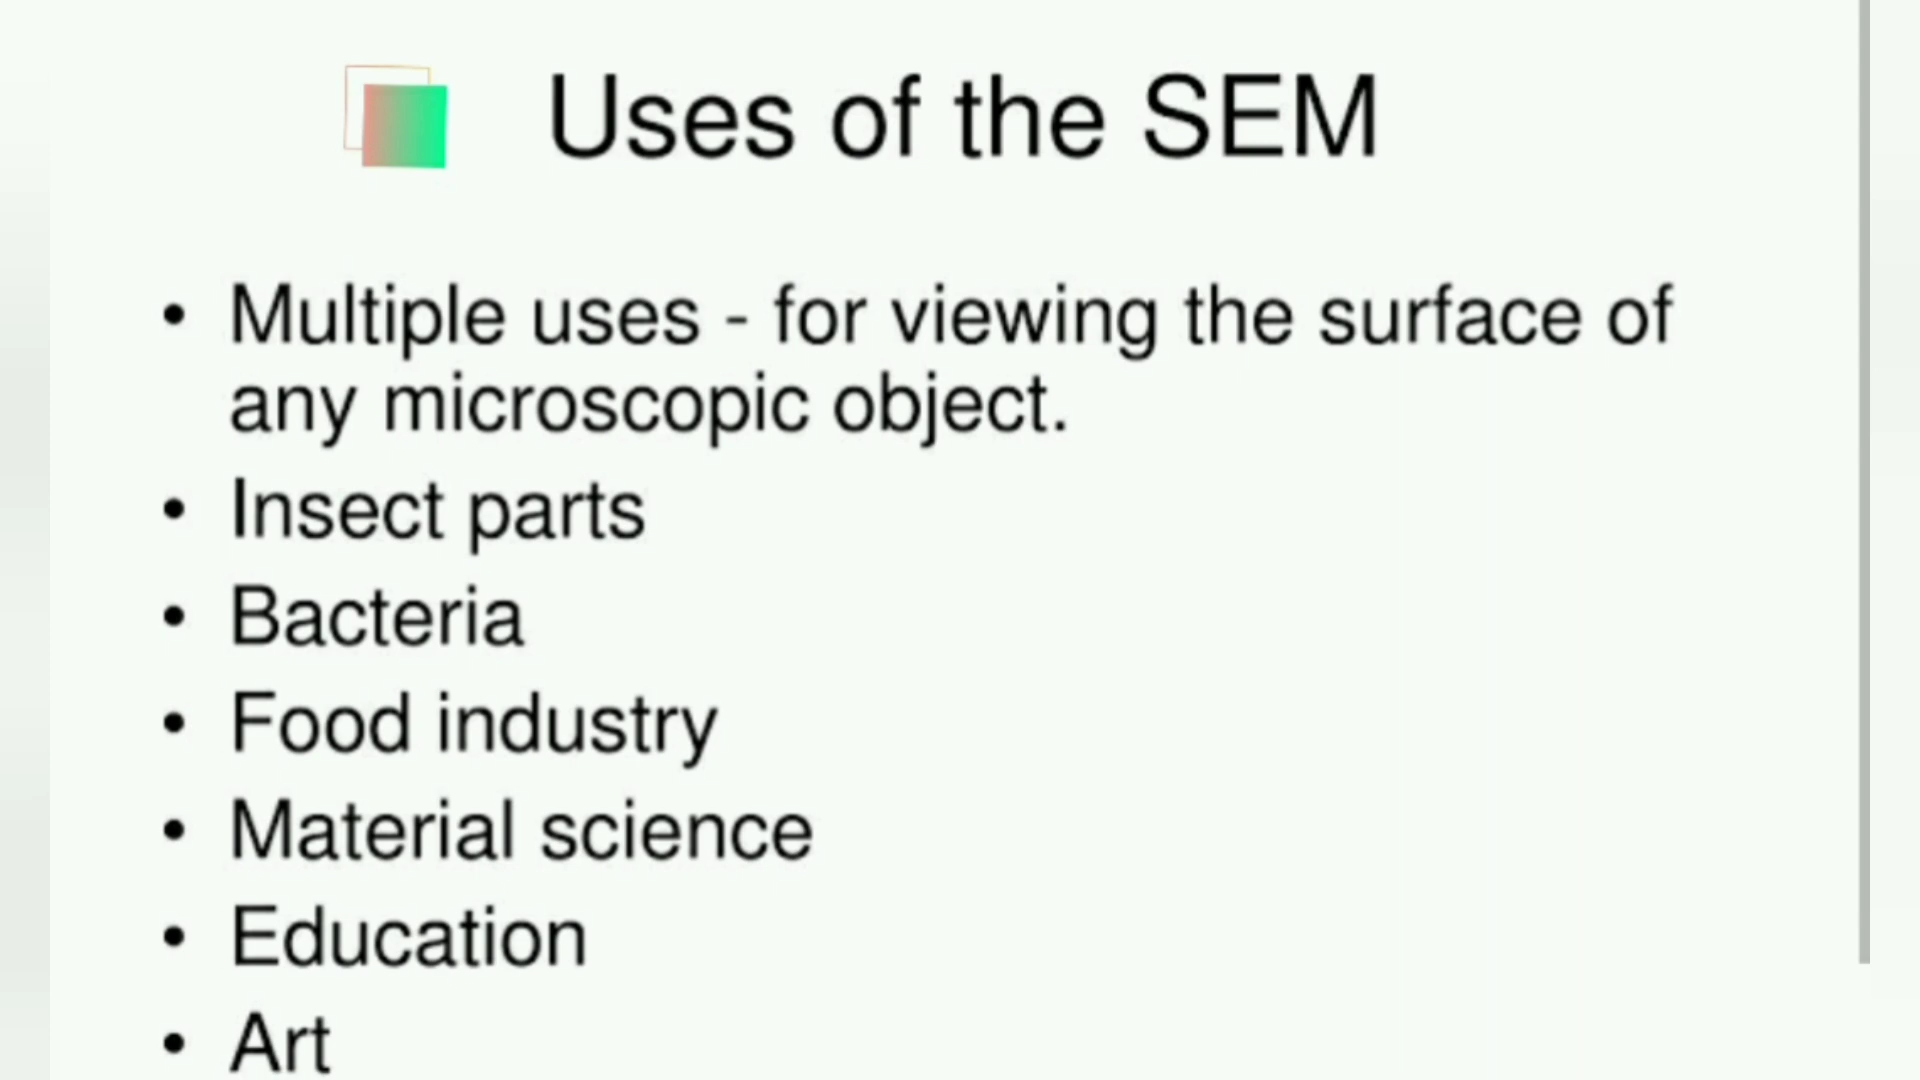 Uses of the SEM
• Multiple uses - for viewing the surface of
any microscopic object.
• Insect parts
• Bacteria
• Food industry
• Material science
• Education
• Art